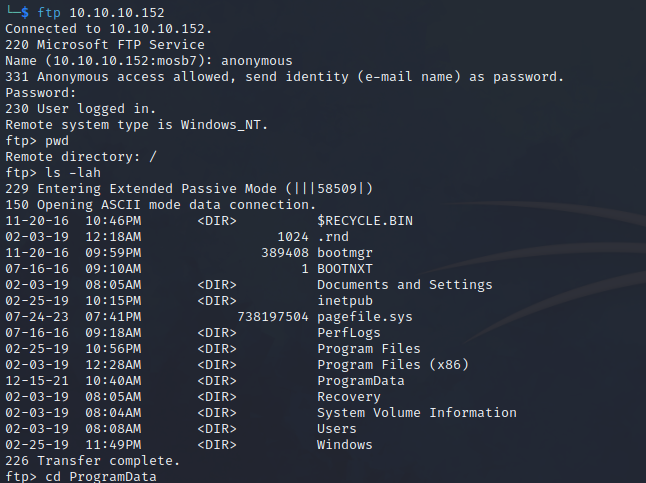 └─$ ftp 10.10.10.152
Connected to 10.10.10.152.
220 Microsoft FTP Service
Name (10.10.10.152:mosb7): anonymous
331 Anonymous access allowed, send identity (e-mail name) as password.
Password:
230 User logged in.
Remote system type is Windows_NT.
ftp> pwd
Remote directory: /
ftp> ls -lah
229 Entering Extended Passive Mode (|||58509|)
150 Opening ASCII mode data connection.
11-20-16  10:46PM       <DIR>          $RECYCLE.BIN
02-03-19  12:18AM                 1024 .rnd
11-20-16  09:59PM               389408 bootmgr
07-16-16  09:10AM                    1 BOOTNXT
02-03-19  08:05AM       <DIR>          Documents and Settings
02-25-19  10:15PM       <DIR>          inetpub
07-24-23  07:41PM            738197504 pagefile.sys
07-16-16  09:18AM       <DIR>          PerfLogs
02-25-19  10:56PM       <DIR>          Program Files
02-03-19  12:28AM       <DIR>          Program Files (x86)
12-15-21  10:40AM       <DIR>          ProgramData
02-03-19  08:05AM       <DIR>          Recovery
02-03-19  08:04AM       <DIR>          System Volume Information
02-03-19  08:08AM       <DIR>          Users
02-25-19  11:49PM       <DIR>          Windows
226 Transfer complete.
ftp> cd ProgramData